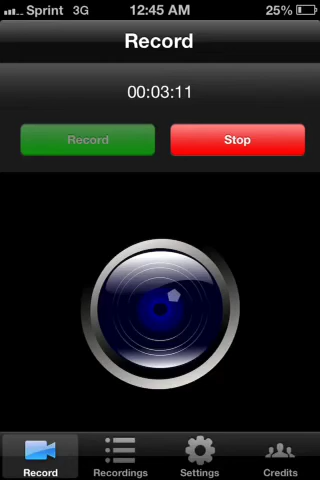 Sprint 3G 12:45 AM 25%
Record
00:03:11
Record Stop
Record Recordings Settings Credits